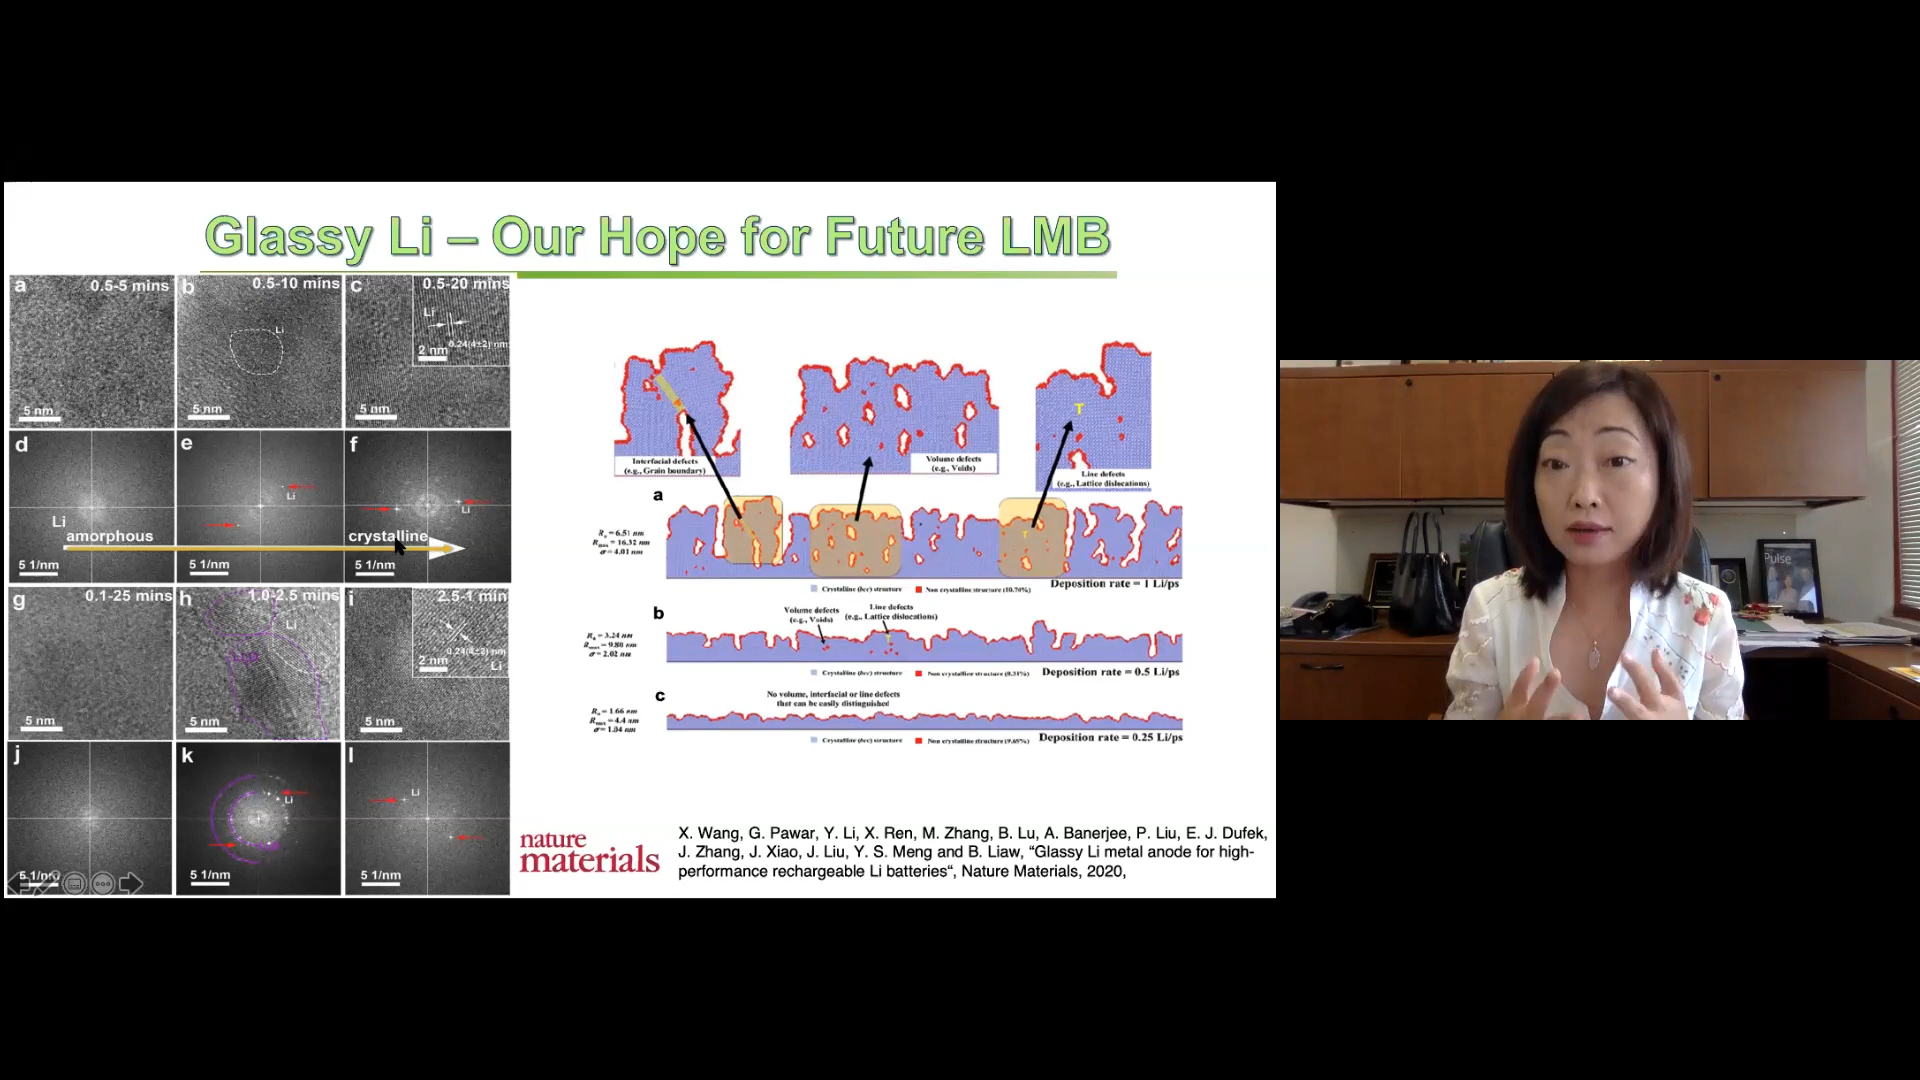 Glassy Li – Our Hope for Future LMB
a 0.5-5 mins
5 nm
b 0.5-10 mins
Li
5 nm
c 0.5-20 mins
Li
0.24(4±2) nm
2 nm
5 nm
d
Li
amorphous
5 1/nm
e
Li
5 1/nm
f
Li
crystalline
5 1/nm
g 0.1-25 mins
5 nm
h 1.0-2.5 mins
Li
5 nm
i 2.5-1 min
0.24(4±2) nm
2 nm Li
5 nm
j
5 1/nm
k
Li
5 1/nm
l
Li
5 1/nm
Interfacial defects
(e.g., Grain boundary)
Volume defects
(e.g., Voids)
T
Line defects
(e.g., Lattice dislocations)
a
Ra = 6.51 nm
Rmax = 16.32 nm
σ = 4.01 nm
T
Crystalline (bcc) structure Non crystalline structure (10.70%) Deposition rate = 1 Li/ps
b
Volume defects
(e.g., Voids)
Line defects
(e.g., Lattice dislocations)
Ra = 3.24 nm
Rmax = 9.80 nm
σ = 2.02 nm
Crystalline (bcc) structure Non crystalline structure (8.31%) Deposition rate = 0.5 Li/ps
c
No volume, interfacial or line defects
that can be easily distinguished
Ra = 1.66 nm
Rmax = 4.4 nm
σ = 1.04 nm
Crystalline (bcc) structure Non crystalline structure (9.65%) Deposition rate = 0.25 Li/ps
nature
materials
X. Wang, G. Pawar, Y. Li, X. Ren, M. Zhang, B. Lu, A. Banerjee, P. Liu, E. J. Dufek,
J. Zhang, J. Xiao, J. Liu, Y. S. Meng and B. Liaw, “Glassy Li metal anode for high-
performance rechargeable Li batteries“, Nature Materials, 2020,
Pulse